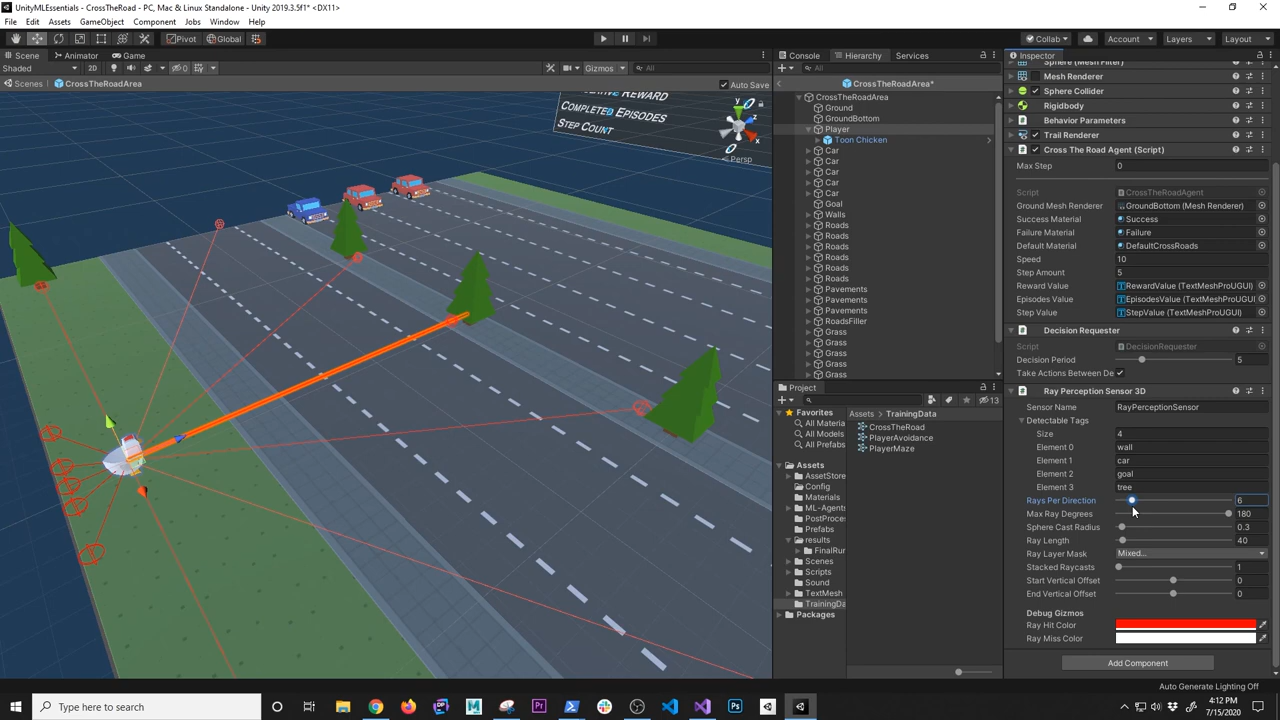 UnityMLEssentials - CrossTheRoad - PC, Mac & Linux Standalone - Unity 2019.3.5f1* <DX11>
File Edit Assets GameObject Component Jobs Window Help
Pivot Global Collab Account Layers Layout
Scene Animator Game
Shaded 2D 0 Gizmos All
Scenes CrossTheRoadArea Auto Save
REWARD
COMPLETED EPISODES
STEP COUNT
y
z
x
Persp
Console Hierarchy Services
All
CrossTheRoadArea*
CrossTheRoadArea
Ground
GroundBottom
Player
Toon Chicken
Car
Car
Car
Car
Car
Goal
Walls
Roads
Roads
Roads
Roads
Roads
Roads
Pavements
Pavements
Pavements
RoadsFiller
Grass
Grass
Grass
Grass
Grass
Project
13
Favorites
All Materia
All Models
All Prefabs
Assets
AssetStore
Config
Materials
ML-Agents
PostProce
Prefabs
results
FinalRun
Scenes
Scripts
Sound
TextMesh
TrainingDa
Packages
Assets TrainingData
CrossTheRoad
PlayerAvoidance
PlayerMaze
Inspector
Sphere (Mesh Filter)
Mesh Renderer
Sphere Collider
Rigidbody
Behavior Parameters
Trail Renderer
Cross The Road Agent (Script)
Max Step 0
Script CrossTheRoadAgent
Ground Mesh Renderer GroundBottom (Mesh Renderer)
Success Material Success
Failure Material Failure
Default Material DefaultCrossRoads
Speed 10
Step Amount 5
Reward Value RewardValue (TextMeshProUGUI)
Episodes Value EpisodesValue (TextMeshProUGUI
Step Value StepValue (TextMeshProUGUI)
Decision Requester
Script DecisionRequester
Decision Period 5
Take Actions Between De
Ray Perception Sensor 3D
Sensor Name RayPerceptionSensor
Detectable Tags
Size 4
Element 0 wall
Element 1 car
Element 2 goal
Element 3 tree
Rays Per Direction 6
Max Ray Degrees 180
Sphere Cast Radius 0.3
Ray Length 40
Ray Layer Mask Mixed...
Stacked Raycasts 1
Start Vertical Offset 0
End Vertical Offset 0
Debug Gizmos
Ray Hit Color
Ray Miss Color
Add Component
Auto Generate Lighting Off
Type here to search
4:12 PM
7/15/2020